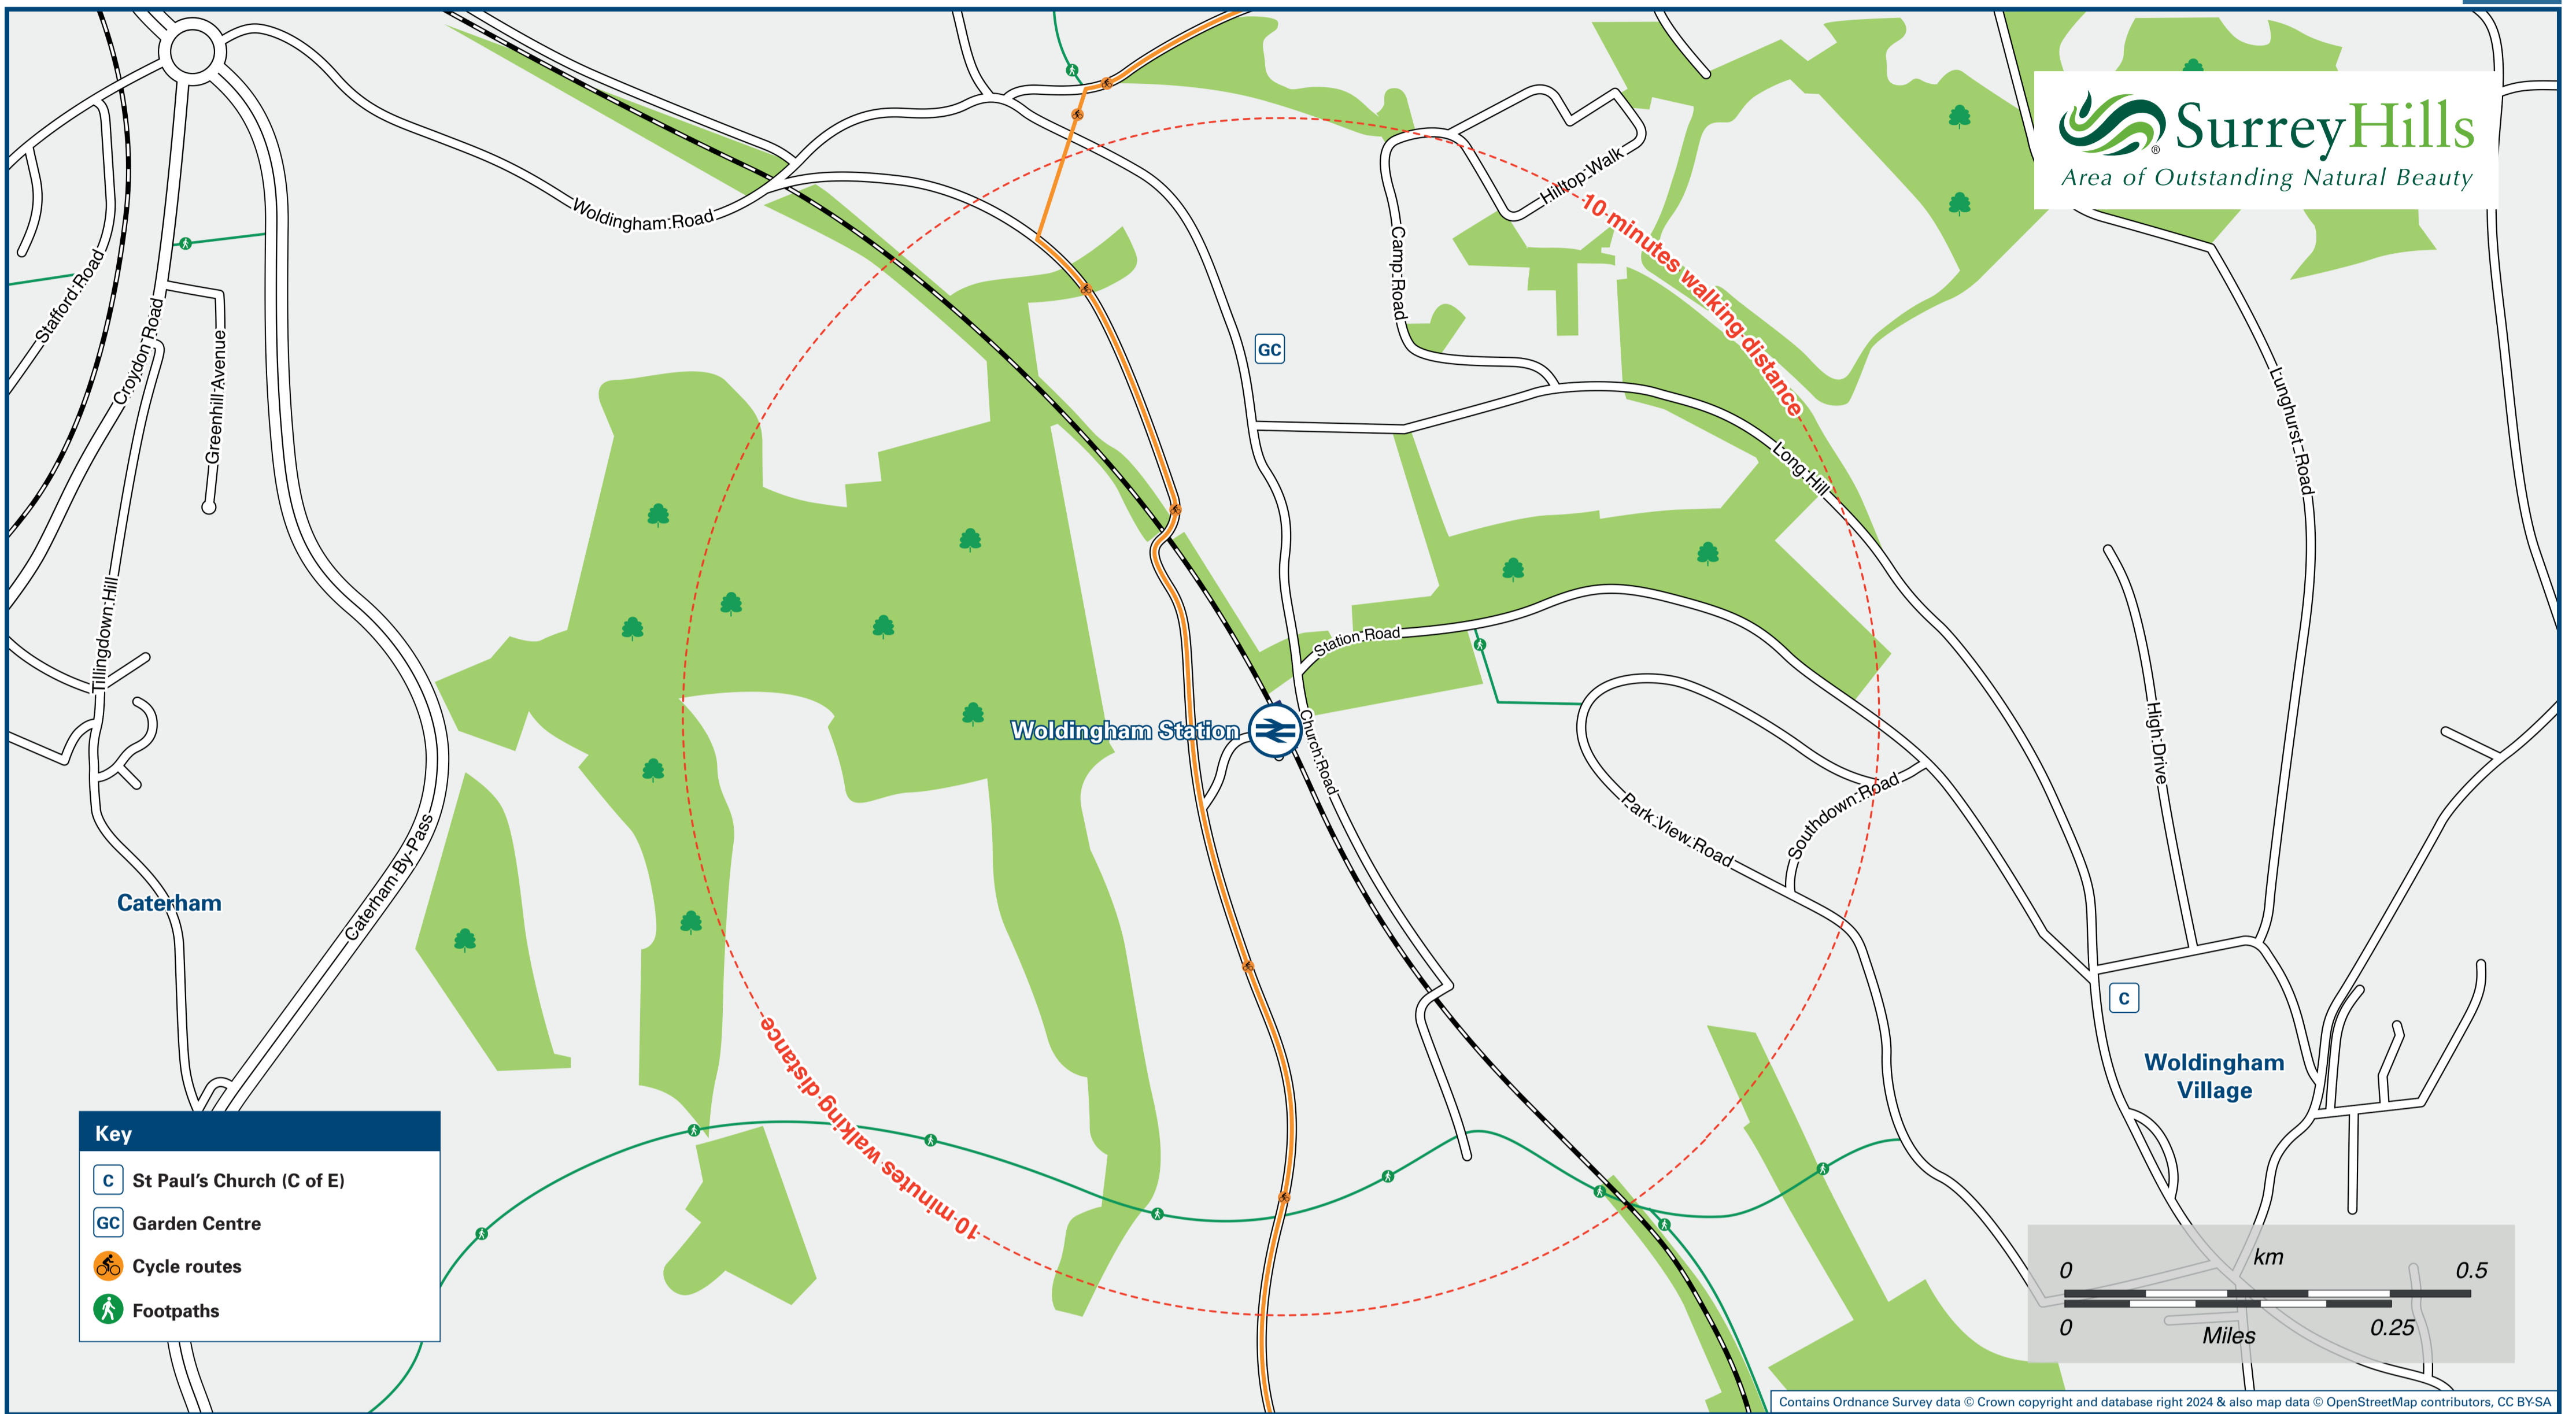 SurreyHills
®
Area of Outstanding Natural Beauty
Hilltop Walk
10 minutes walking distance
Woldingham Road
Camp Road
Stafford Road
Croydon Road
Greenhill Avenue
GC
Lunghurst Road
Long Hill
Tillingdown Hill
Station Road
Woldingham Station
Church Road
High Drive
Park View Road
Southdown Road
Caterham
Caterham By-Pass
C
Woldingham
Village
10 minutes walking distance
Key
C St Paul's Church (C of E)
GC Garden Centre
Cycle routes
Footpaths
km
0 0.5
0 Miles 0.25
Contains Ordnance Survey data © Crown copyright and database right 2024 & also map data © OpenStreetMap contributors, CC BY-SA